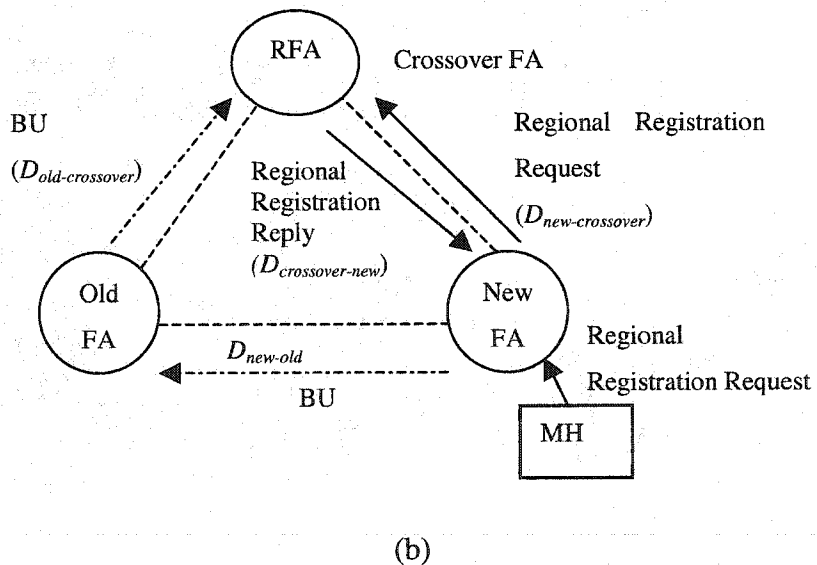 RFA
Crossover FA
BU
(D_old-crossover)
Regional Registration
Request
(D_new-crossover)
Regional
Registration
Reply
(D_crossover-new)
Old
FA
New
FA
D_new-old
BU
Regional
Registration Request
MH
(b)